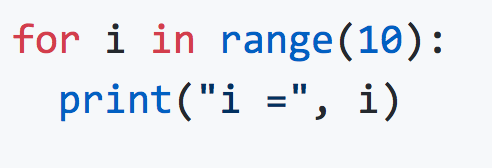 for i in range(10):
  print("i =", i)